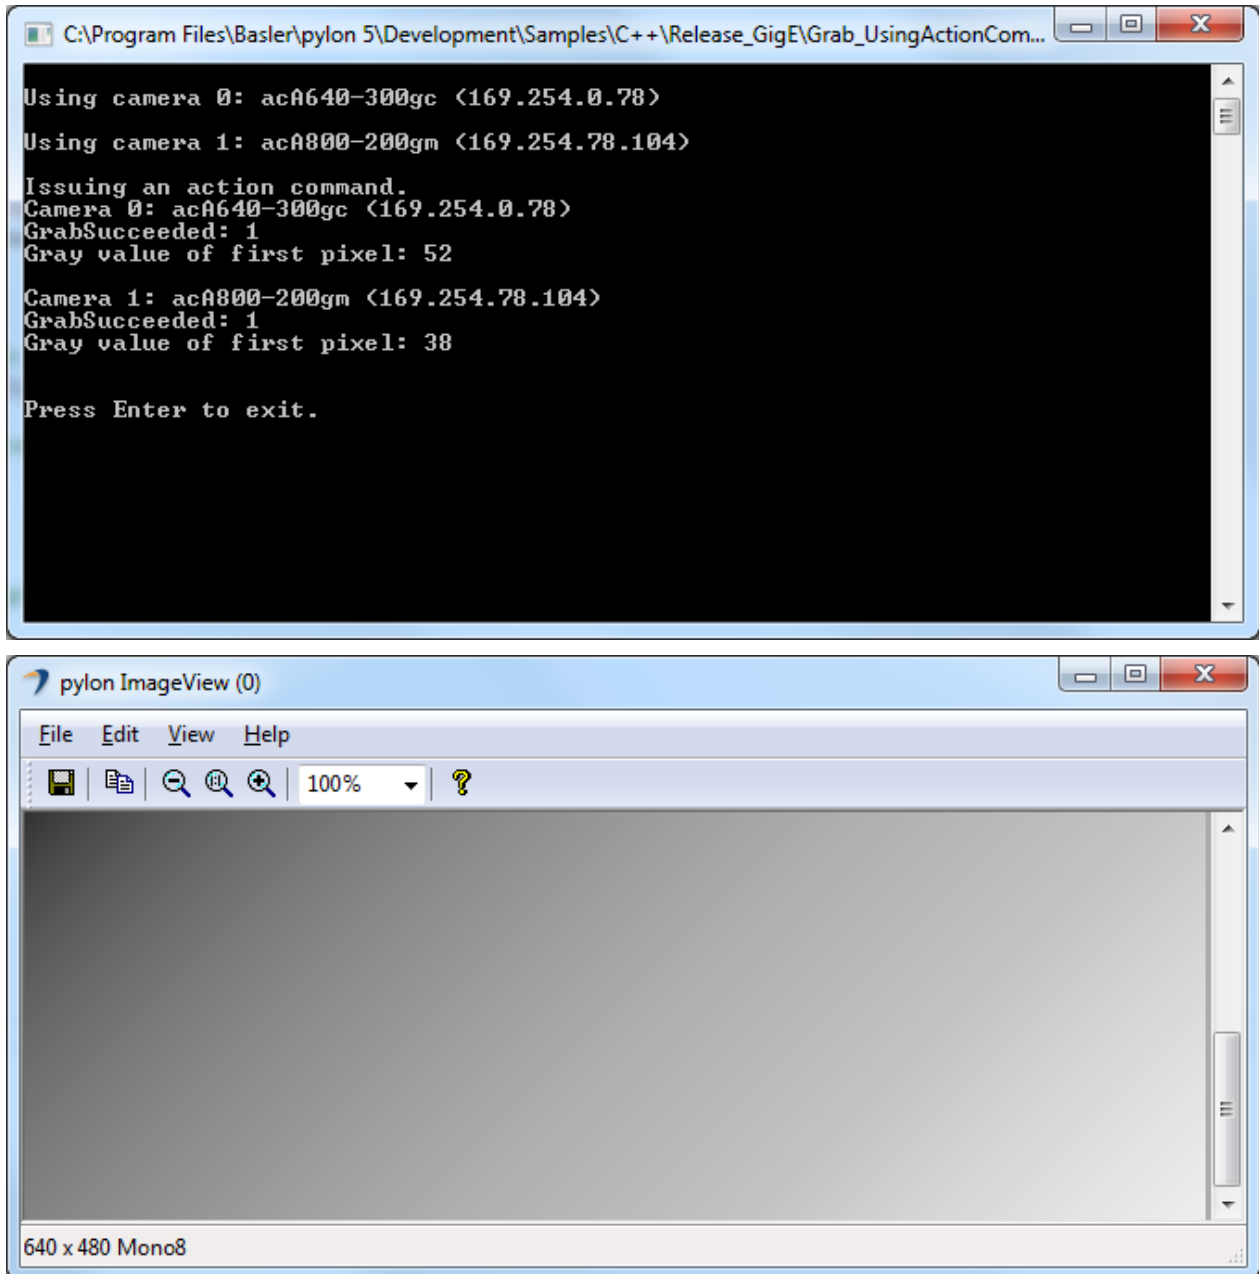 C:\Program Files\Basler\pylon 5\Development\Samples\C++\Release_GigE\Grab_UsingActionCom...
Using camera 0: acA640-300gc (169.254.0.78)
Using camera 1: acA800-200gm (169.254.78.104)
Issuing an action command.
Camera 0: acA640-300gc (169.254.0.78)
GrabSucceeded: 1
Gray value of first pixel: 52
Camera 1: acA800-200gm (169.254.78.104)
GrabSucceeded: 1
Gray value of first pixel: 38
Press Enter to exit.
pylon ImageView (0)
File Edit View Help
100%
640 x 480 Mono8